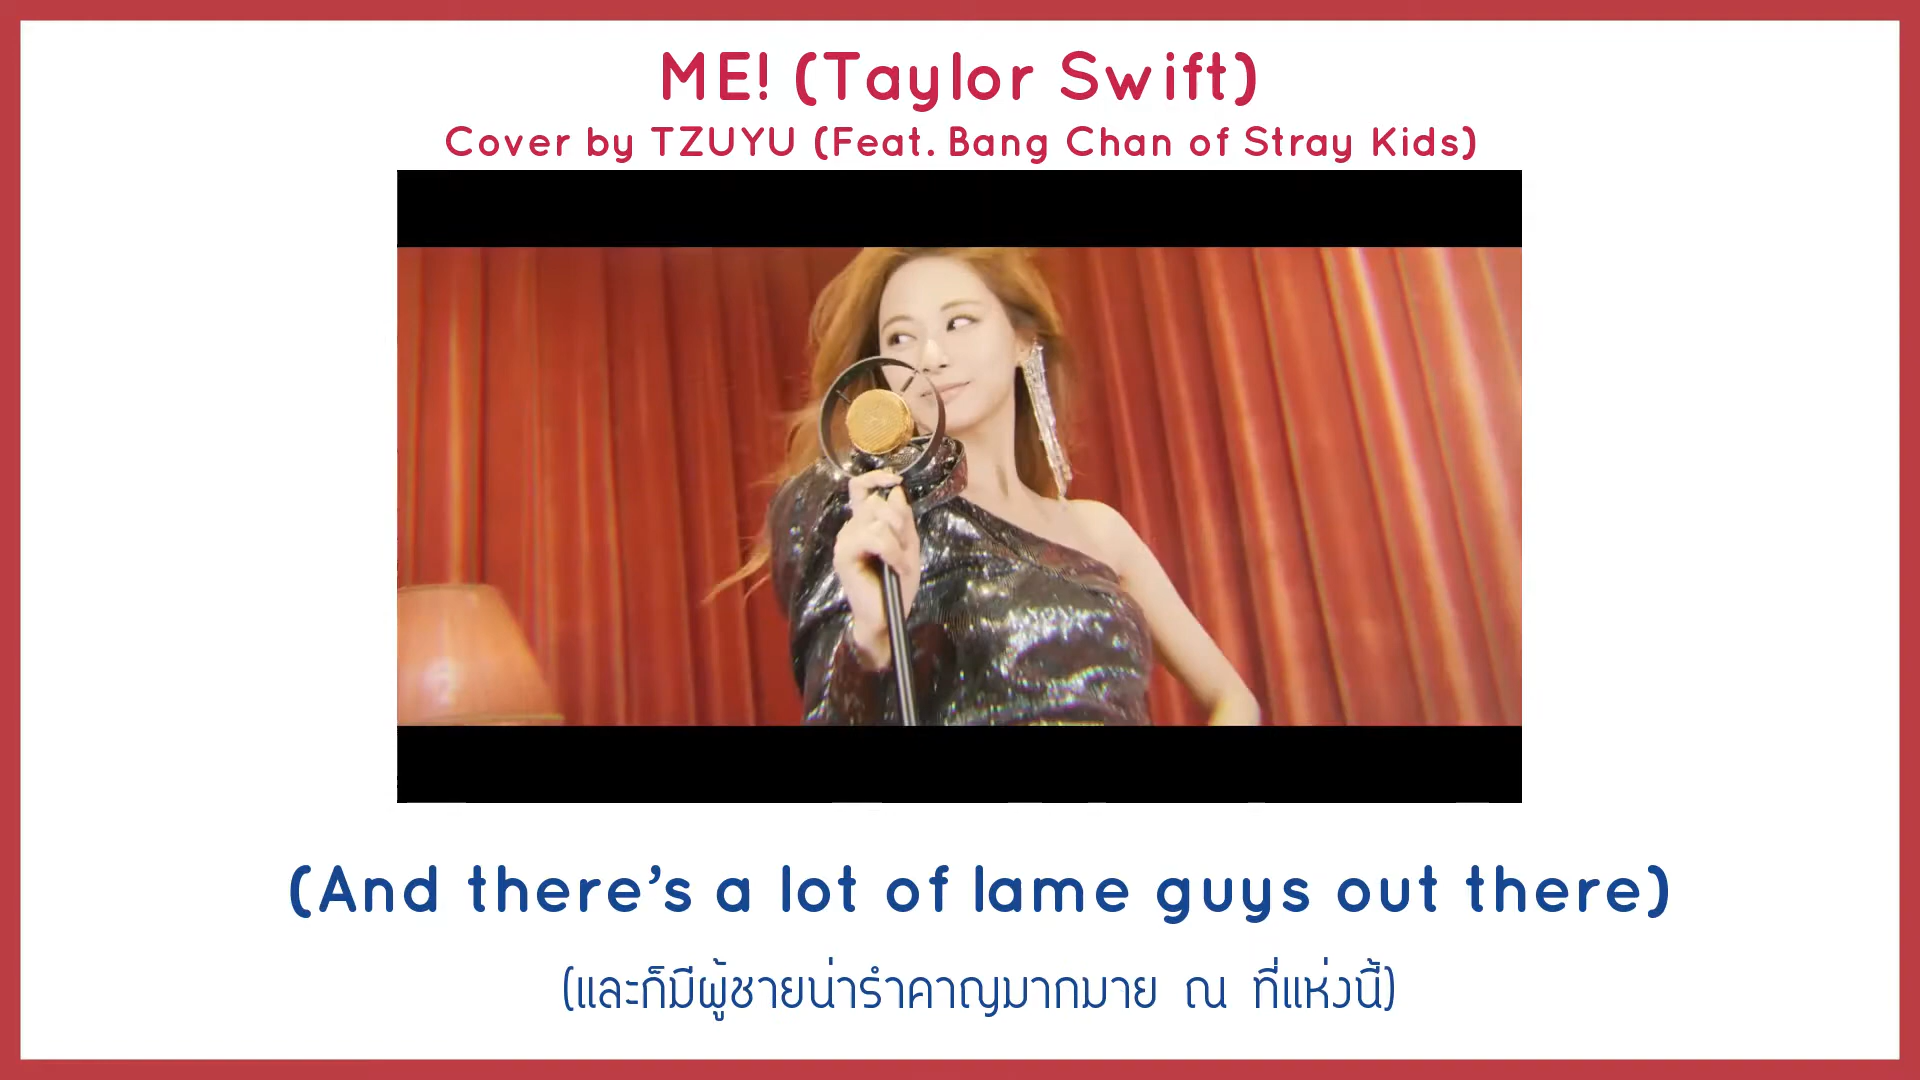 ME! (Taylor Swift)
Cover by TZUYU (Feat. Bang Chan of Stray Kids)
(And there's a lot of lame guys out there)
(และก็มีผู้ชายน่ารำคาญมากมาย ณ ที่แห่งนี้)